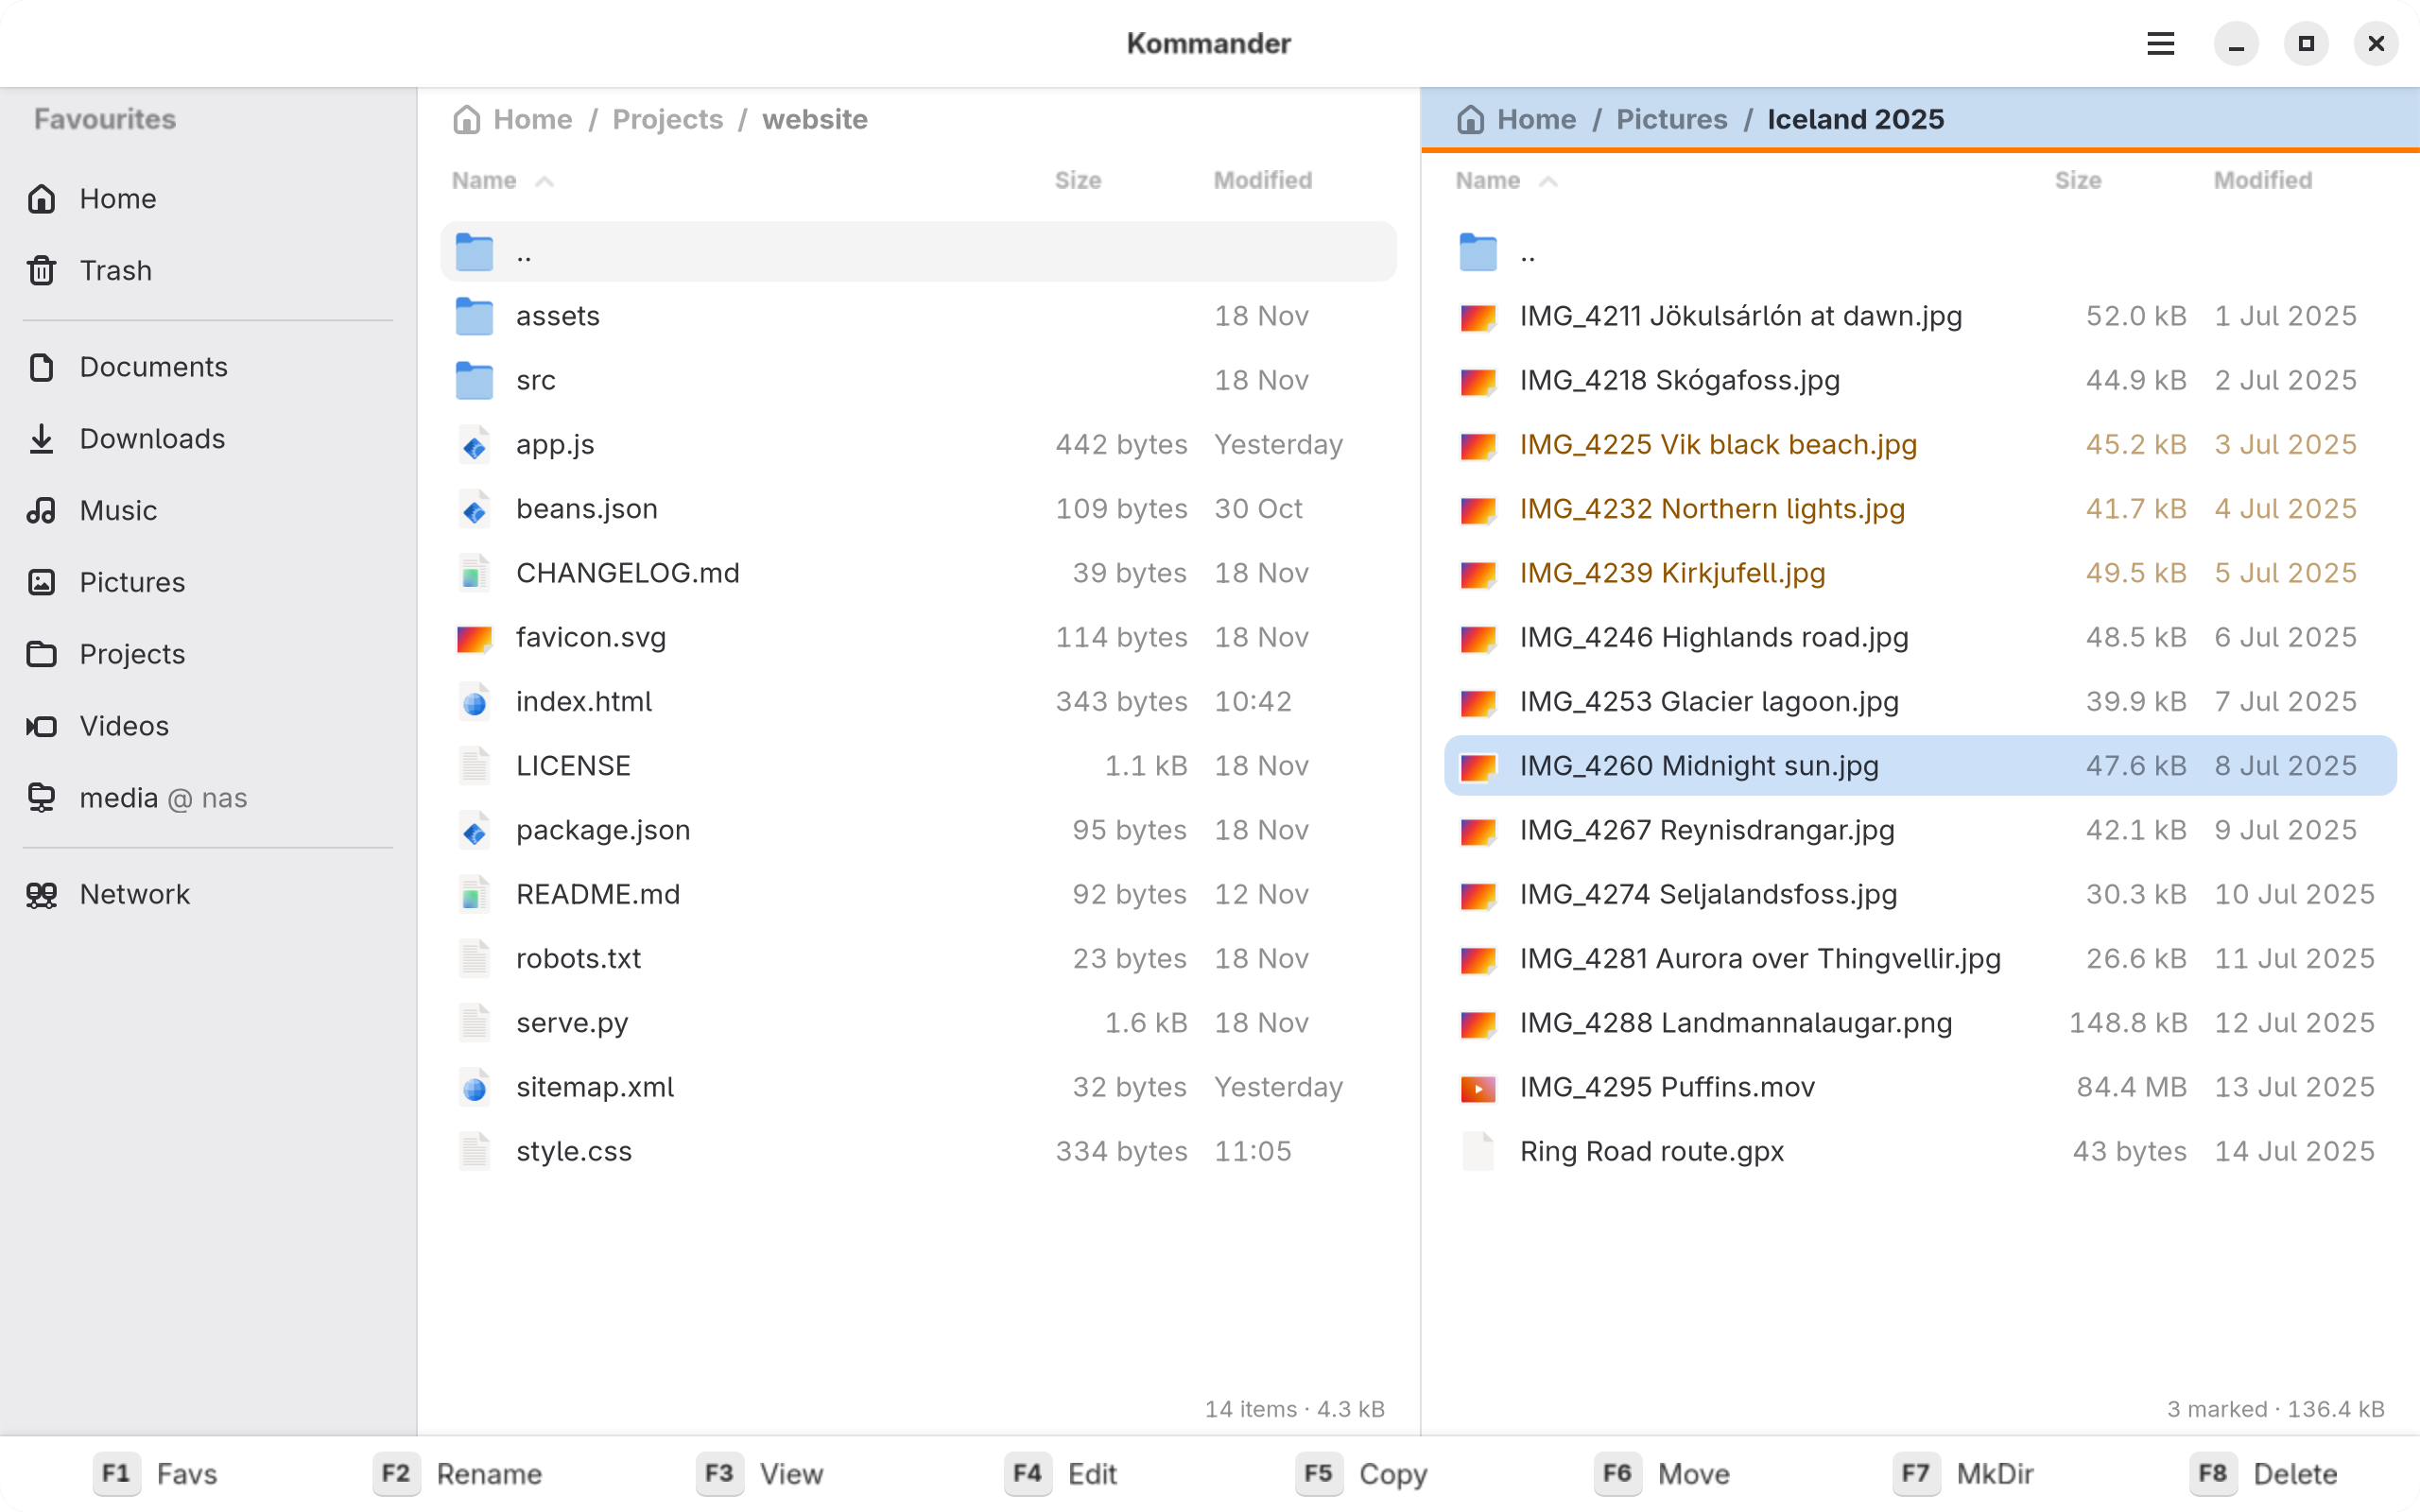 Kommander
Favourites
Home
Trash
Documents
Downloads
Music
Pictures
Projects
Videos
media @ nas
Network
Home / Projects / website
Name Size Modified
..
assets 18 Nov
src 18 Nov
app.js 442 bytes Yesterday
beans.json 109 bytes 30 Oct
CHANGELOG.md 39 bytes 18 Nov
favicon.svg 114 bytes 18 Nov
index.html 343 bytes 10:42
LICENSE 1.1 kB 18 Nov
package.json 95 bytes 18 Nov
README.md 92 bytes 12 Nov
robots.txt 23 bytes 18 Nov
serve.py 1.6 kB 18 Nov
sitemap.xml 32 bytes Yesterday
style.css 334 bytes 11:05
14 items · 4.3 kB
Home / Pictures / Iceland 2025
Name Size Modified
..
IMG_4211 Jökulsárlón at dawn.jpg 52.0 kB 1 Jul 2025
IMG_4218 Skógafoss.jpg 44.9 kB 2 Jul 2025
IMG_4225 Vik black beach.jpg 45.2 kB 3 Jul 2025
IMG_4232 Northern lights.jpg 41.7 kB 4 Jul 2025
IMG_4239 Kirkjufell.jpg 49.5 kB 5 Jul 2025
IMG_4246 Highlands road.jpg 48.5 kB 6 Jul 2025
IMG_4253 Glacier lagoon.jpg 39.9 kB 7 Jul 2025
IMG_4260 Midnight sun.jpg 47.6 kB 8 Jul 2025
IMG_4267 Reynisdrangar.jpg 42.1 kB 9 Jul 2025
IMG_4274 Seljalandsfoss.jpg 30.3 kB 10 Jul 2025
IMG_4281 Aurora over Thingvellir.jpg 26.6 kB 11 Jul 2025
IMG_4288 Landmannalaugar.png 148.8 kB 12 Jul 2025
IMG_4295 Puffins.mov 84.4 MB 13 Jul 2025
Ring Road route.gpx 43 bytes 14 Jul 2025
3 marked · 136.4 kB
F1 Favs F2 Rename F3 View F4 Edit F5 Copy F6 Move F7 MkDir F8 Delete